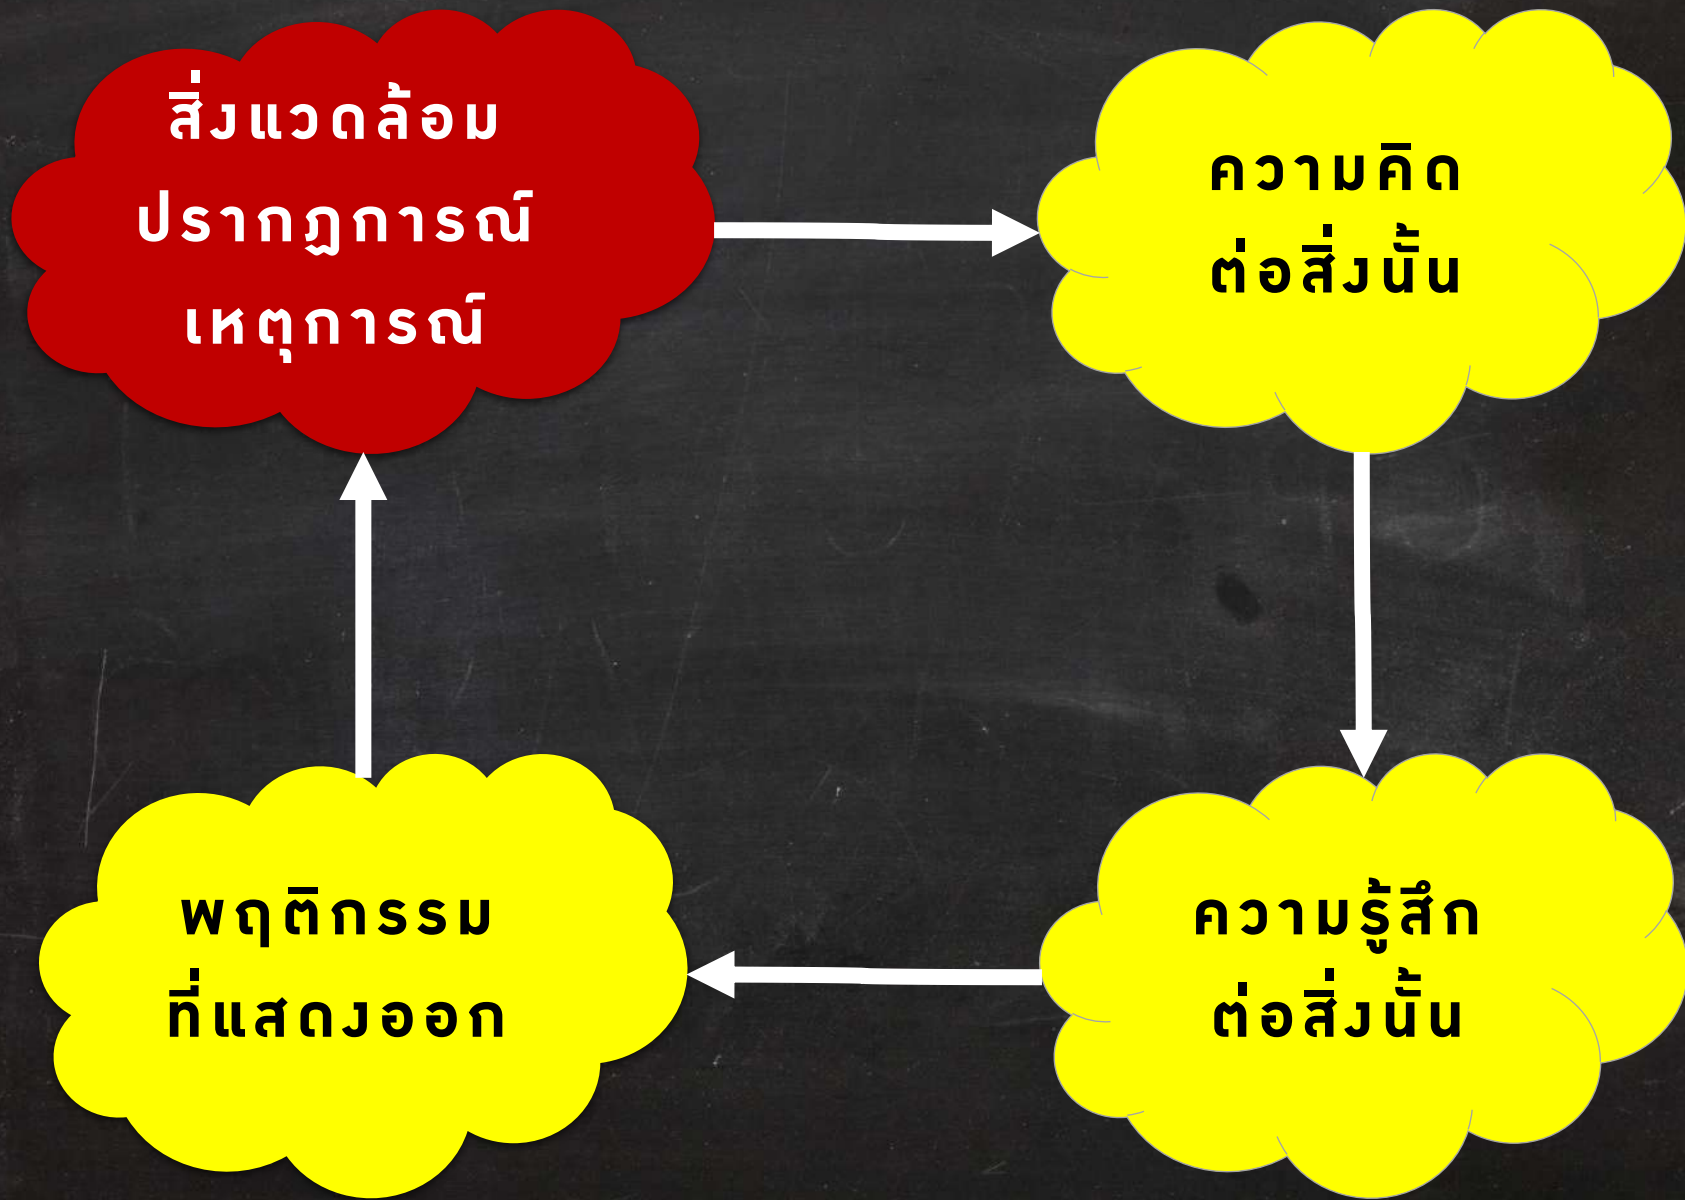 สิ่งแวดล้อม
ปรากฏการณ์
เหตุการณ์
ความคิด
ต่อสิ่งนั้น
ความรู้สึก
ต่อสิ่งนั้น
พฤติกรรม
ที่แสดงออก